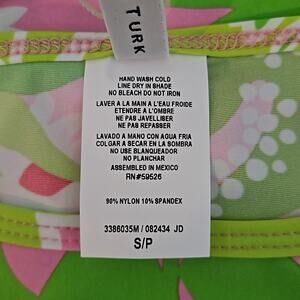 TURK
HAND WASH COLD
LINE DRY IN SHADE
NO BLEACH DO NOT IRON
LAVER A LA MAIN A L'EAU FROIDE
ETENDRE A L'OMBRE
NE PAS JAVELLISER
NE PAS REPASSER
LAVADO A MANO CON AGUA FRIA
COLGAR A SECAR EN LA SOMBRA
NO USE BLANQUEADOR
NO PLANCHAR
ASSEMBLED IN MEXICO
RN#59526
90% NYLON 10% SPANDEX
3386035M / 082434 JD
S/P